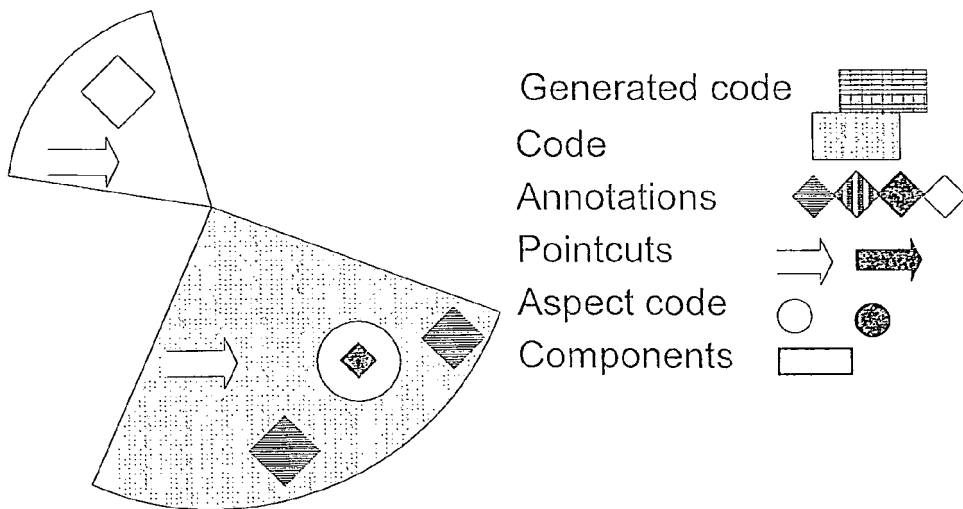 Generated code
Code
Annotations
Pointcuts
Aspect code
Components